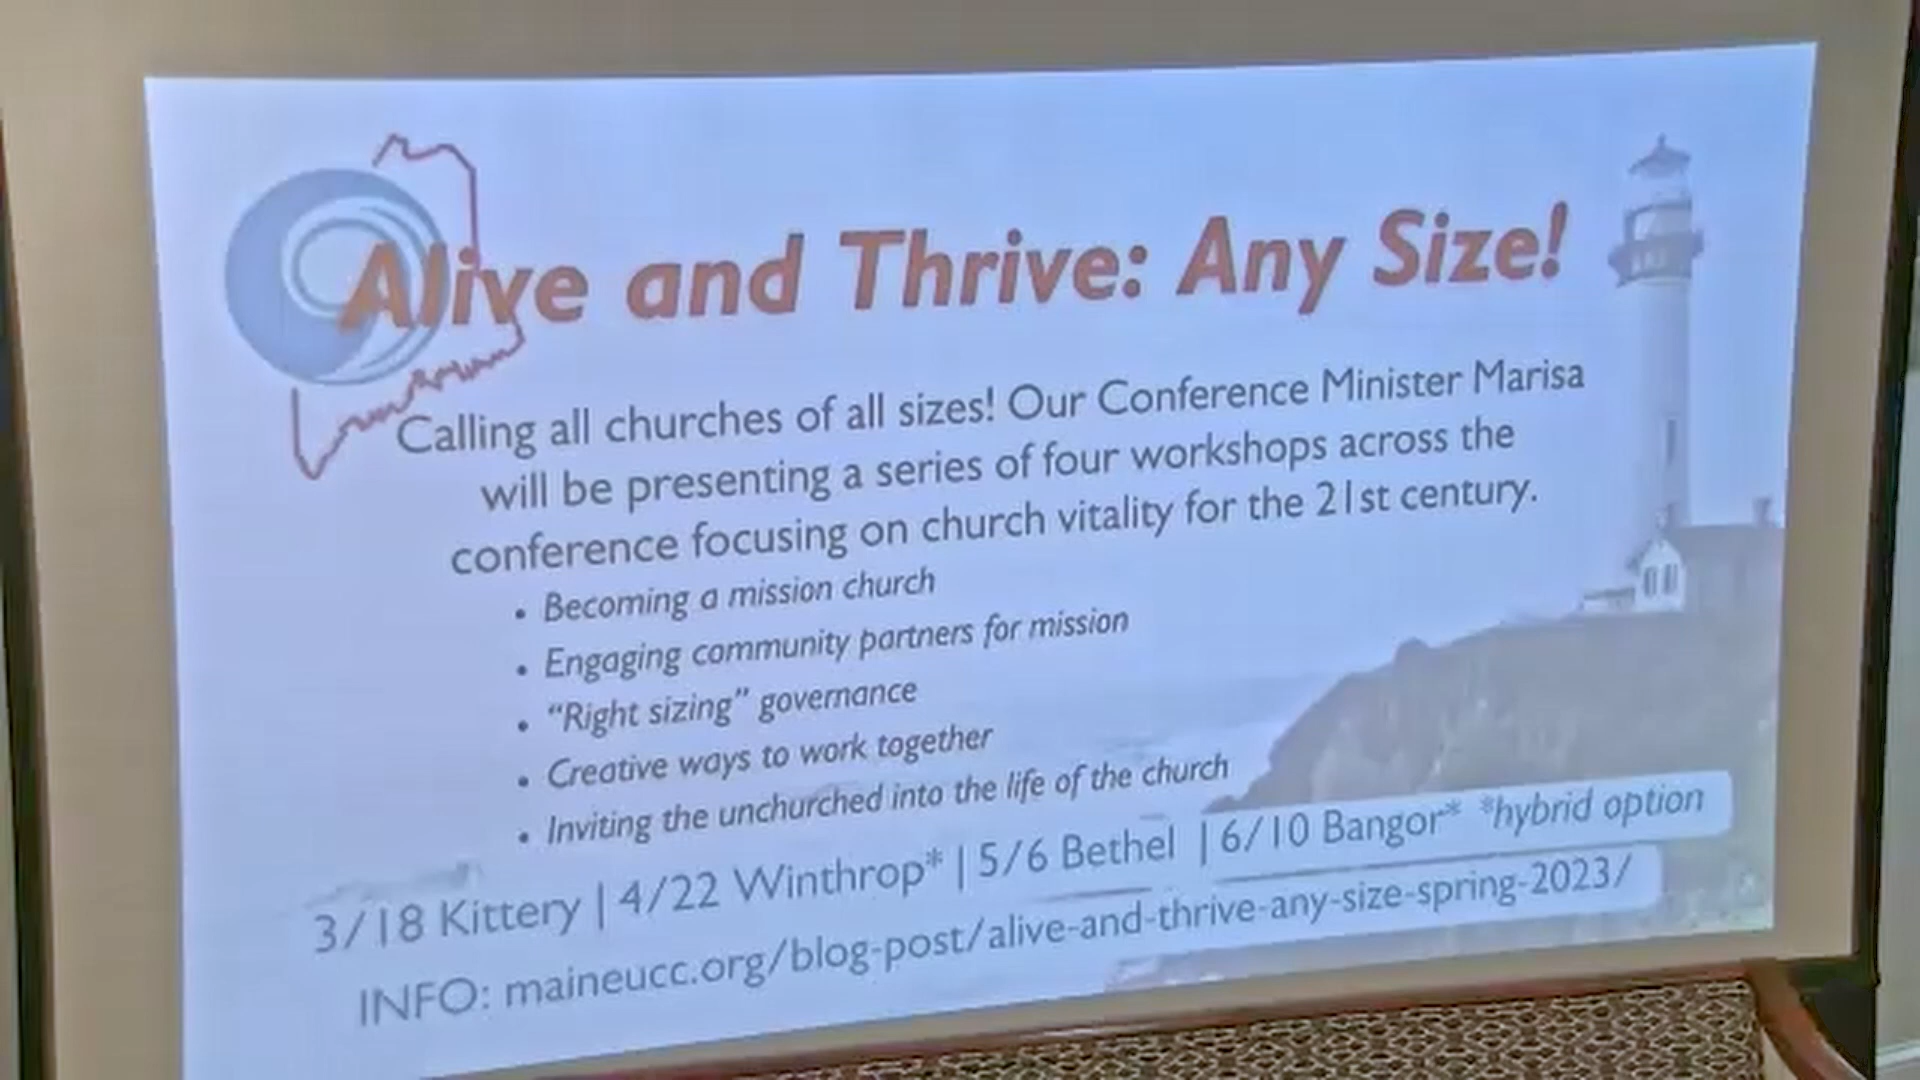 Alive and Thrive: Any Size!
Calling all churches of all sizes! Our Conference Minister Marisa
will be presenting a series of four workshops across the
conference focusing on church vitality for the 21st century.
• Becoming a mission church
• Engaging community partners for mission
• “Right sizing” governance
• Creative ways to work together
• Inviting the unchurched into the life of the church
3/18 Kittery | 4/22 Winthrop* | 5/6 Bethel | 6/10 Bangor* *hybrid option
INFO: maineucc.org/blog-post/alive-and-thrive-any-size-spring-2023/